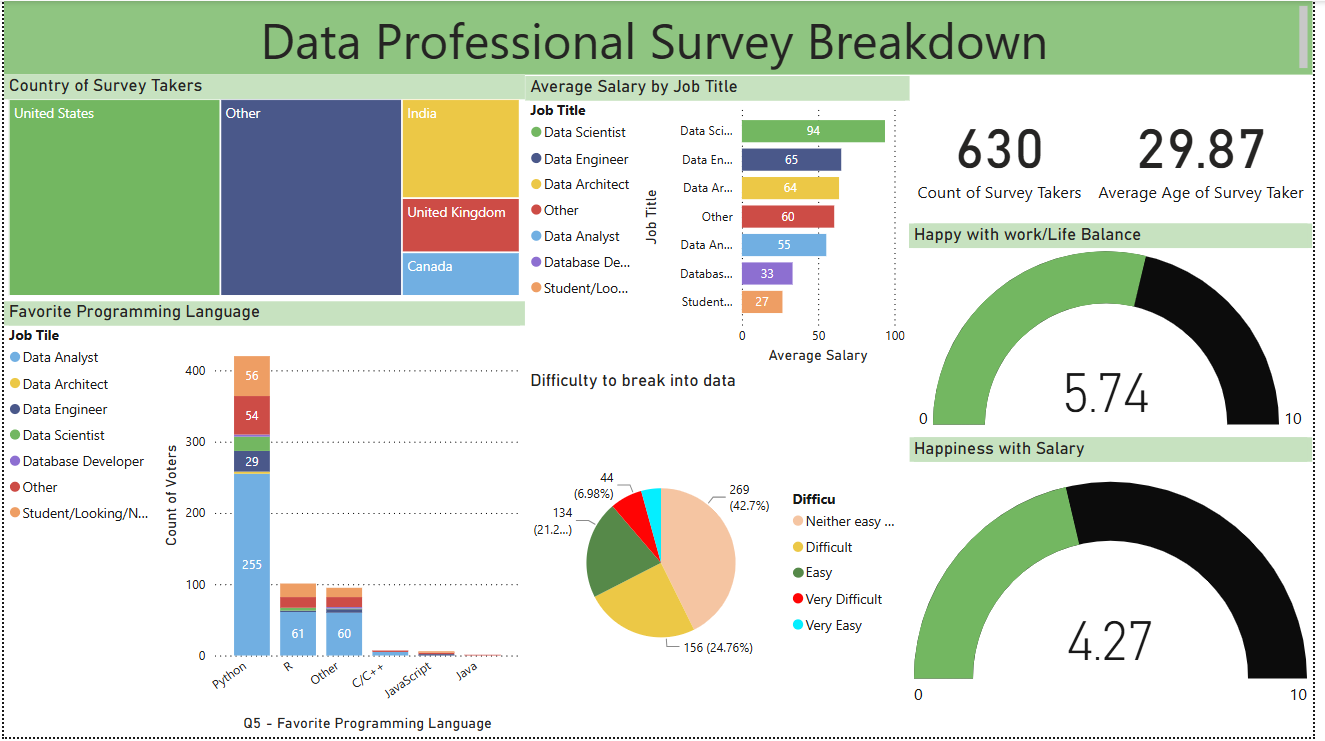 Data Professional Survey Breakdown
Country of Survey Takers
United States
Other
India
United Kingdom
Canada
Average Salary by Job Title
Job Title
Data Scientist
Data Engineer
Data Architect
Other
Data Analyst
Database De...
Student/Loo...
Job Title
Data Sci...
94
Data En...
65
Data Ar...
64
Other
60
Data An...
55
Databas...
33
Student...
27
0
50
100
Average Salary
630
Count of Survey Takers
29.87
Average Age of Survey Taker
Happy with work/Life Balance
5.74
0
10
Happiness with Salary
4.27
0
10
Favorite Programming Language
Job Tile
Data Analyst
Data Architect
Data Engineer
Data Scientist
Database Developer
Other
Student/Looking/N...
Count of Voters
400
300
200
100
0
56
54
29
255
61
60
Python
R
Other
C/C++
JavaScript
Java
Q5 - Favorite Programming Language
Difficulty to break into data
44
(6.98%)
134
(21.2...)
269
(42.7%)
156 (24.76%)
Difficu
Neither easy ...
Difficult
Easy
Very Difficult
Very Easy